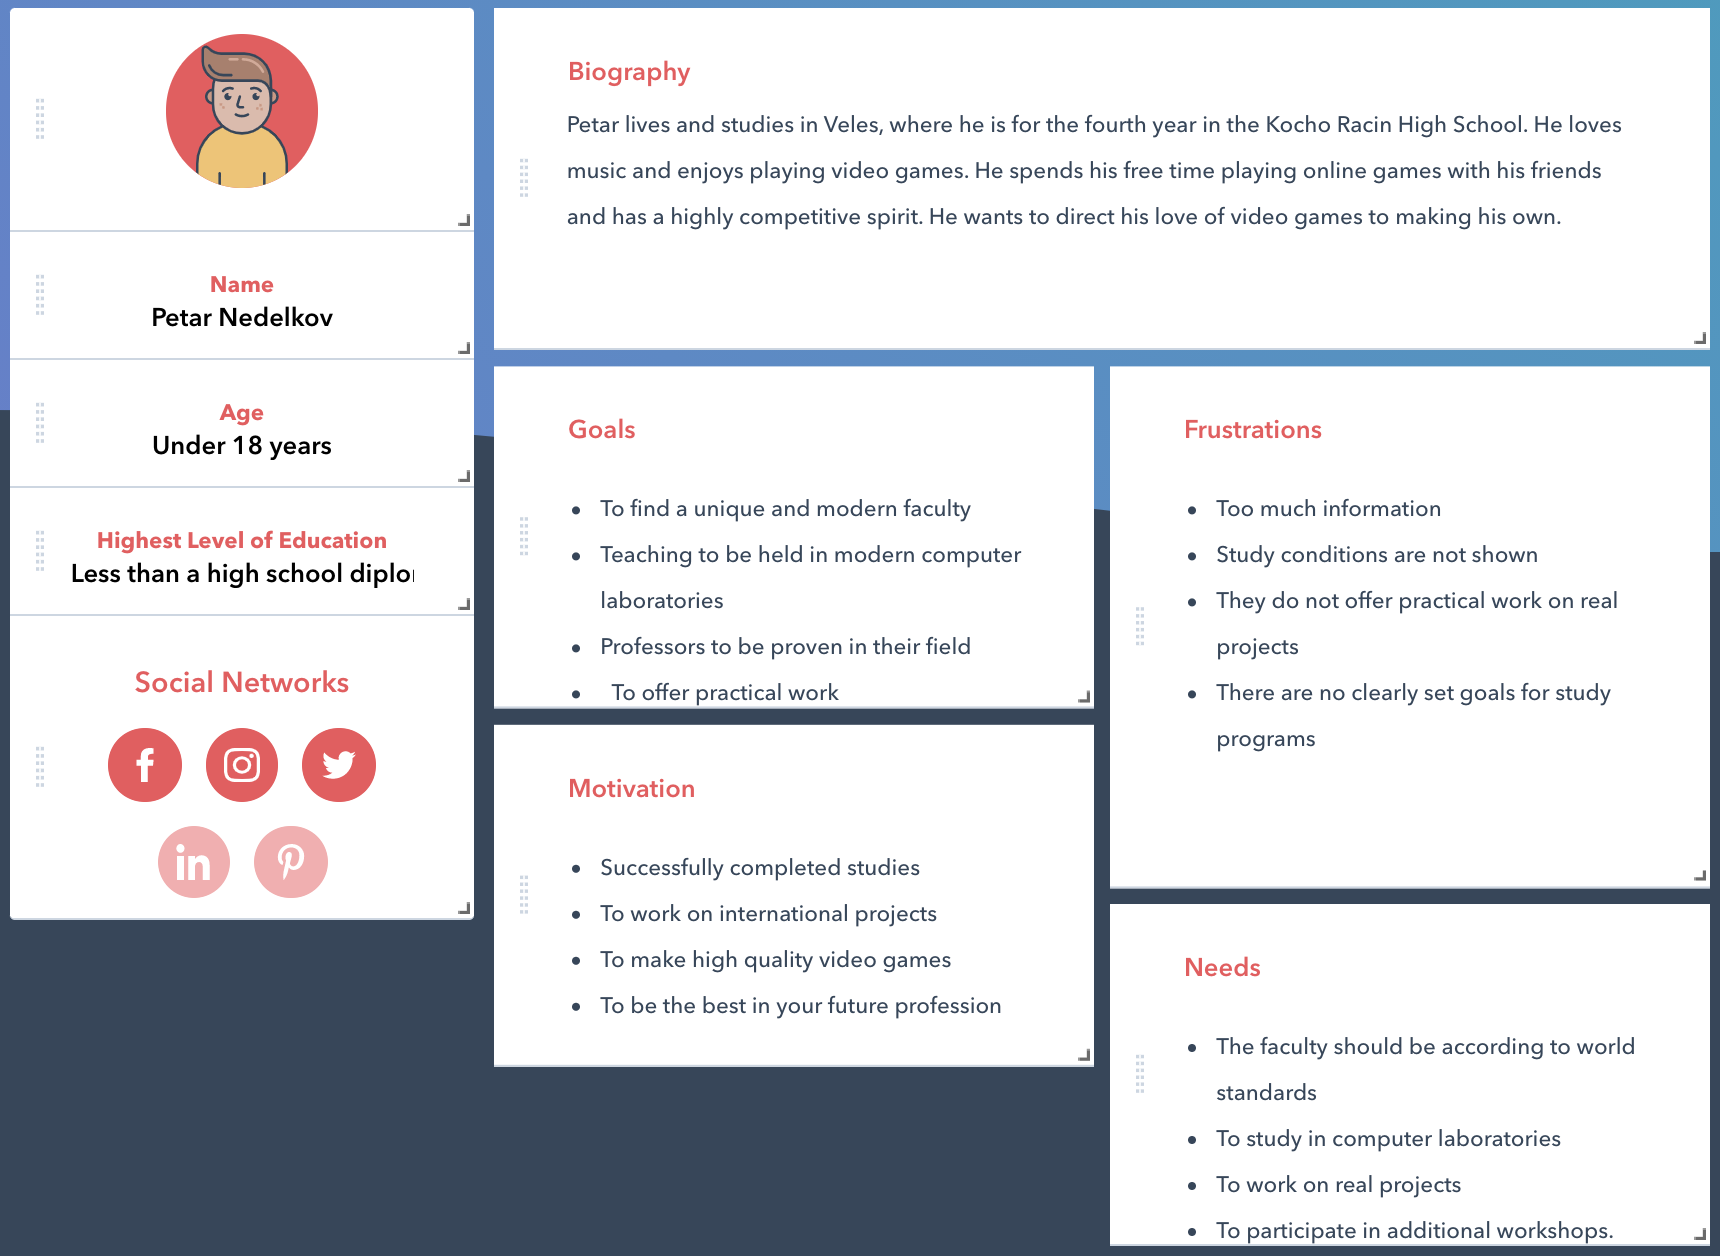 Name
Petar Nedelkov
Age
Under 18 years
Highest Level of Education
Less than a high school
Social Networks
Biography
Petar lives and studies in Veles, where he is for the fourth year in the Kocho Racin High School. He loves
music and enjoys playing video games. He spends his free time playing online games with his friends
and has a highly competitive spirit. He wants to direct his love of video games to making his own.
Goals
• To find a unique and modern faculty
• Teaching to be held in modern computer
laboratories
• Professors to be proven in their field
• To offer practical work
Motivation
• Successfully completed studies
• To work on international projects
• To make high quality video games
• To be the best in your future profession
Frustrations
• Too much information
• Study conditions are not shown
• They do not offer practical work on real
projects
• There are no clearly set goals for study
programs
Needs
• The faculty should be according to world
standards
• To study in computer laboratories
• To work on real projects
• To participate in additional workshops.